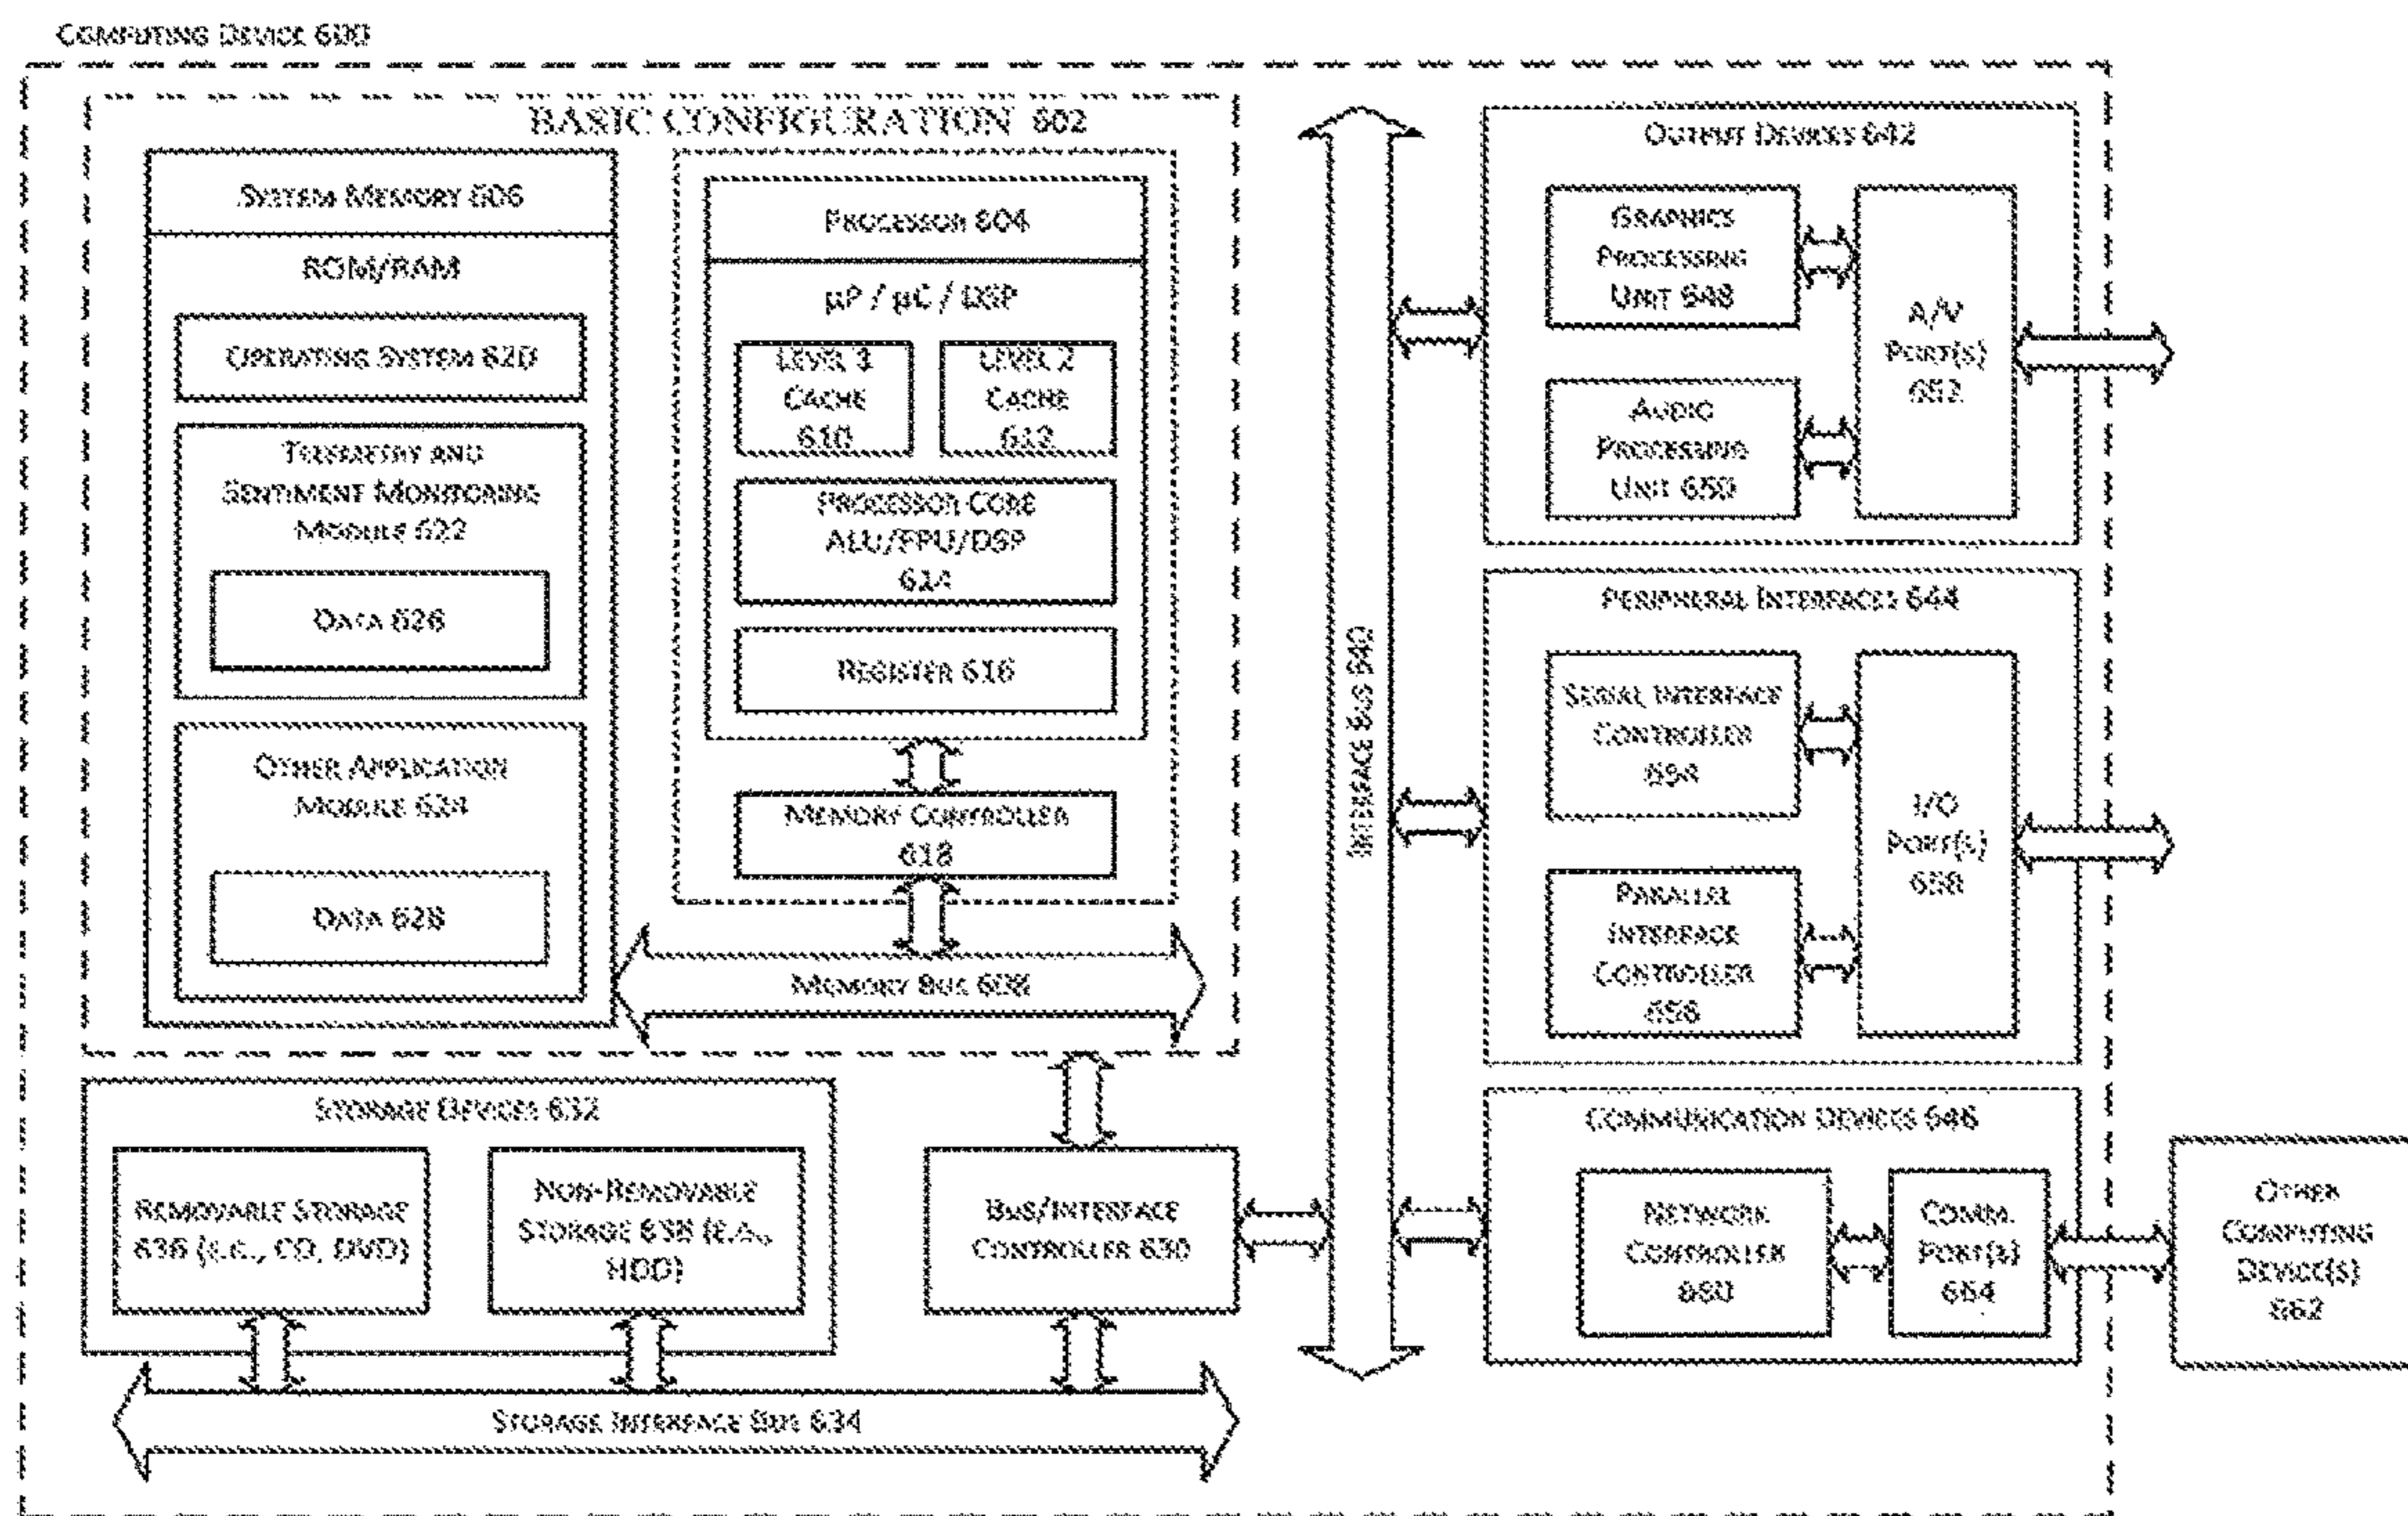 COMPUTING DEVICE 600
BASIC CONFIGURATION 602
SYSTEM MEMORY 606
ROM/RAM
OPERATING SYSTEM 620
TELEMETRY AND
SENTIMENT MONITORING
MODULE 622
DATA 626
OTHER APPLICATION
MODULE 624
DATA 628
PROCESSOR 604
µP / µC / DSP
LEVEL 1
CACHE
610
LEVEL 2
CACHE
612
PROCESSOR CORE
ALU/FPU/DSP
614
REGISTER 616
MEMORY CONTROLLER
618
MEMORY BUS 608
STORAGE DEVICES 632
REMOVABLE STORAGE
636 (E.G., CD, DVD)
NON-REMOVABLE
STORAGE 638 (E.G.,
HDD)
BUS/INTERFACE
CONTROLLER 630
STORAGE INTERFACE BUS 634
INTERFACE BUS 640
OUTPUT DEVICES 642
GRAPHICS
PROCESSING
UNIT 648
AUDIO
PROCESSING
UNIT 650
A/V
PORT(S)
652
PERIPHERAL INTERFACES 644
SERIAL INTERFACE
CONTROLLER
654
PARALLEL
INTERFACE
CONTROLLER
656
I/O
PORT(S)
658
COMMUNICATION DEVICES 646
NETWORK
CONTROLLER
660
COMM.
PORT(S)
664
OTHER
COMPUTING
DEVICE(S)
662